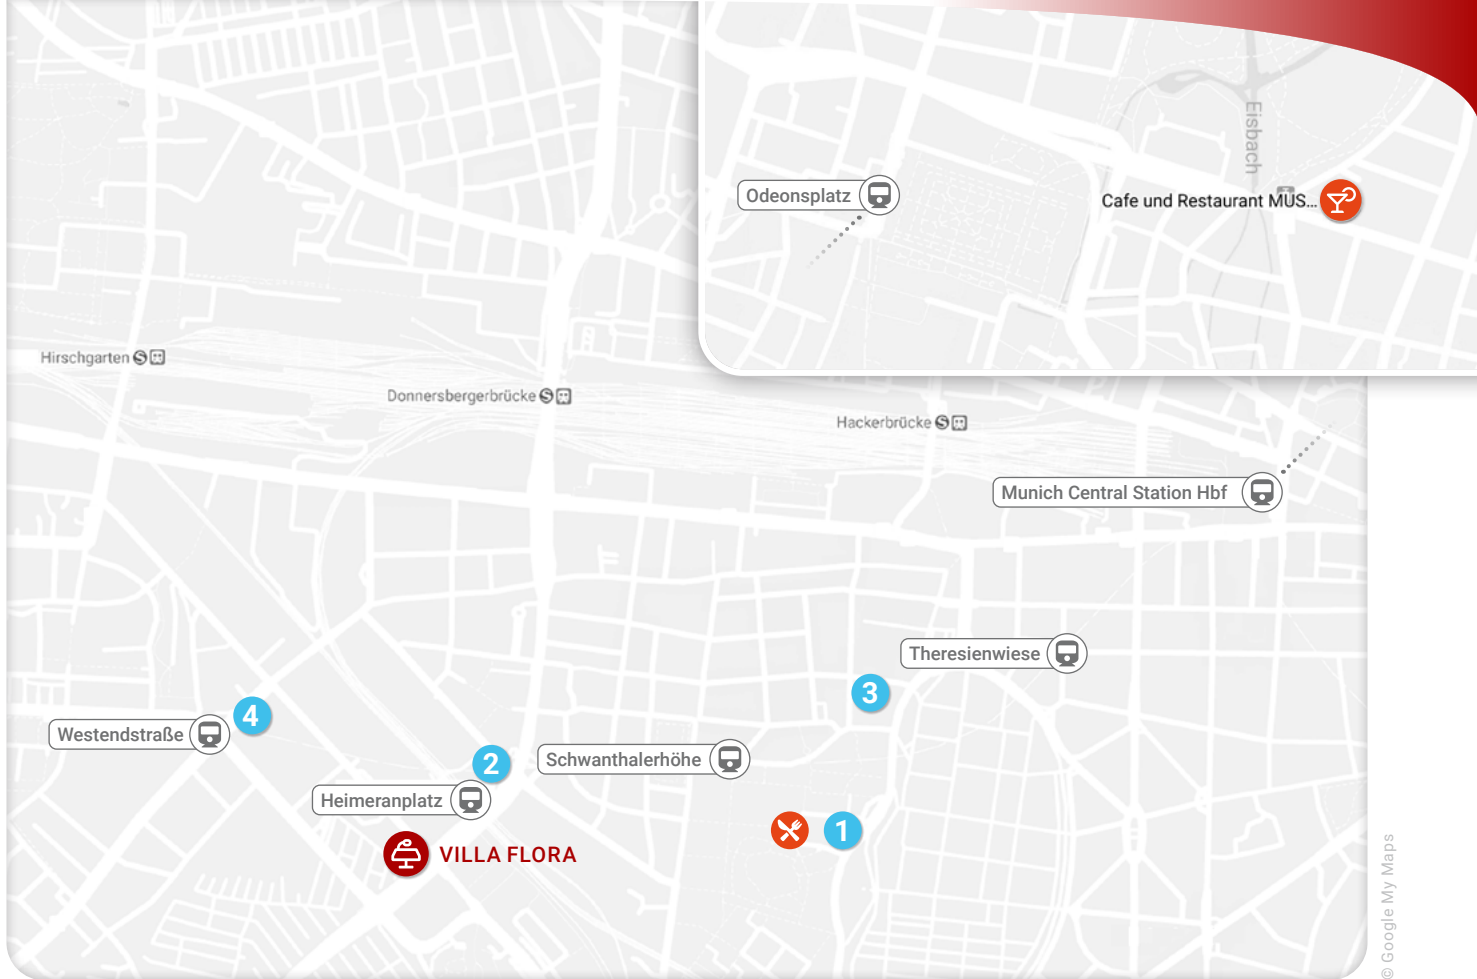 Eisbach
Odeonsplatz
Cafe und Restaurant MUS...
Hirschgarten S
Donnersbergerbrücke S
Hackerbrücke S
Munich Central Station Hbf
Theresienwiese
3
4
Westendstraße
2
Schwanthalerhöhe
Heimeranplatz
1
VILLA FLORA
© Google My Maps